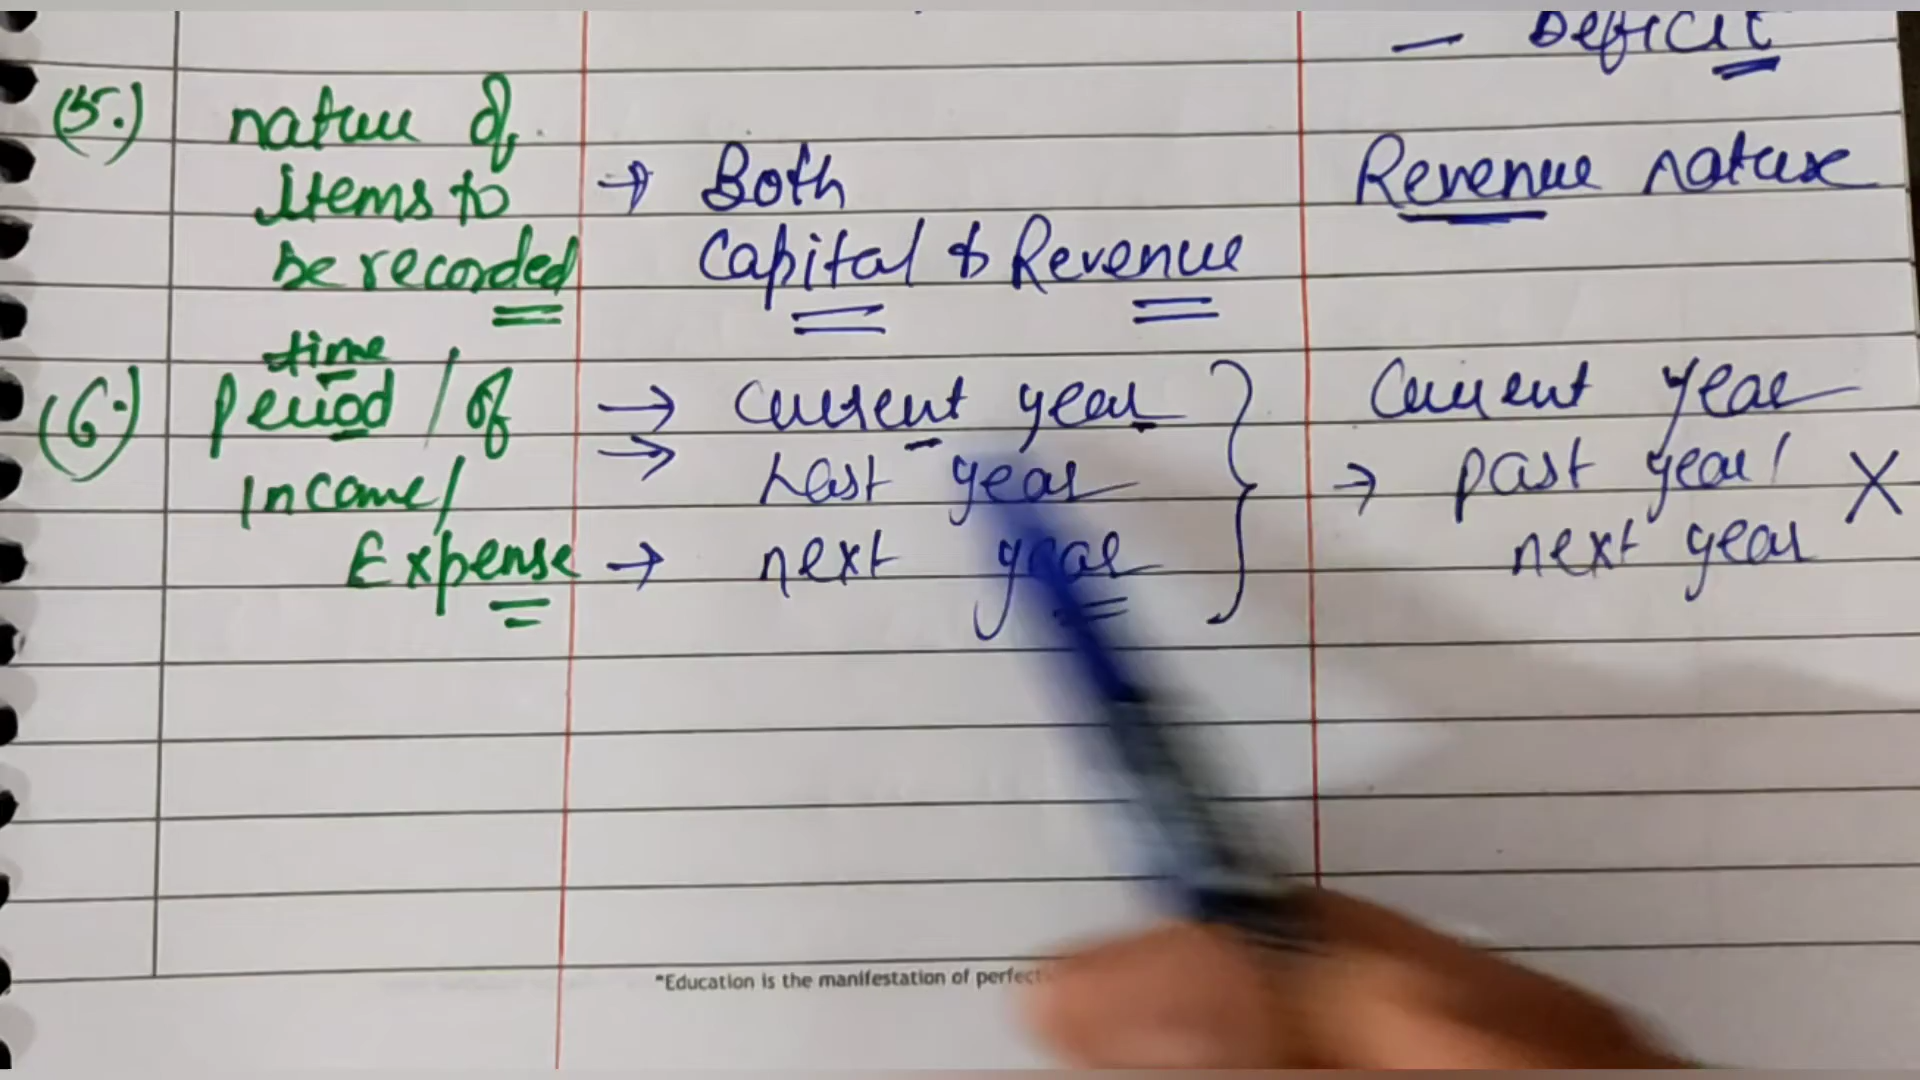 - Deficit
(5.) nature of
items to → Both Revenue nature
be recorded Capital & Revenue
time
(6.) Period / of → Current year Current year
Income/ → Last year → past year/ X
Expense → next year next year
"Education is the manifestation of perfect